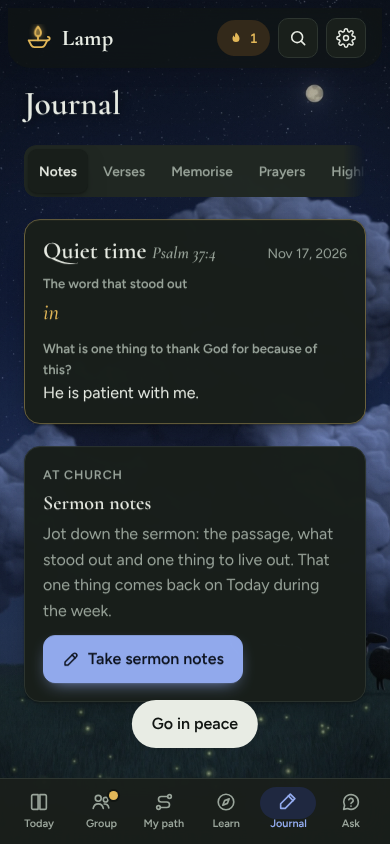 Lamp
1
Journal
Notes
Verses
Memorise
Prayers
High
Quiet time Psalm 37:4
Nov 17, 2026
The word that stood out
in
What is one thing to thank God for because of
this?
He is patient with me.
AT CHURCH
Sermon notes
Jot down the sermon: the passage, what
stood out and one thing to live out. That
one thing comes back on Today during
the week.
Take sermon notes
Go in peace
Today
Group
My path
Learn
Journal
Ask